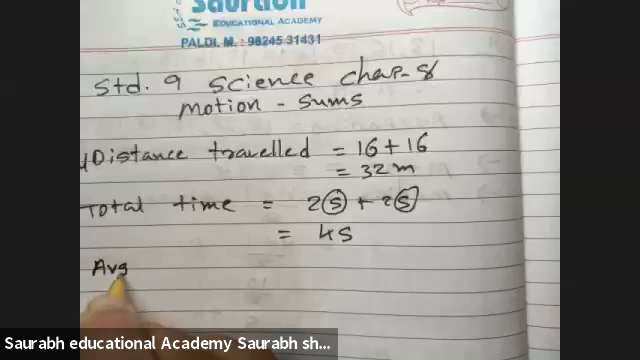 Saurabh
EDUCATIONAL ACADEMY
PALDI. M. : 98245 31431
Std. 9 Science chap-8
motion - sums
1) Distance travelled = 16 + 16
= 32 m
Total time = 2 s + 2 s
= 4 s
Avg
Saurabh educational Academy Saurabh sh...